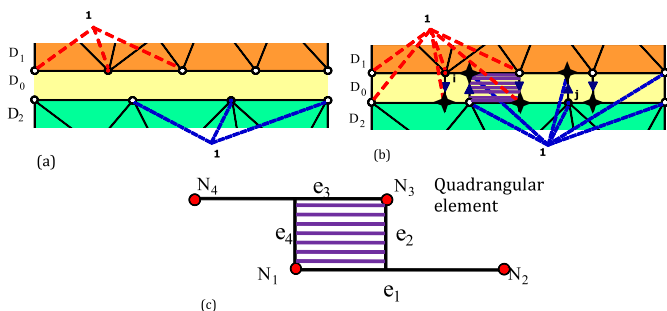 1
D1
D0
D2
1
(a)
1
D1
D0
D2
i
j
1
(b)
N4
e3
N3
Quadrangular
element
e4
e2
N1
N2
e1
(c)